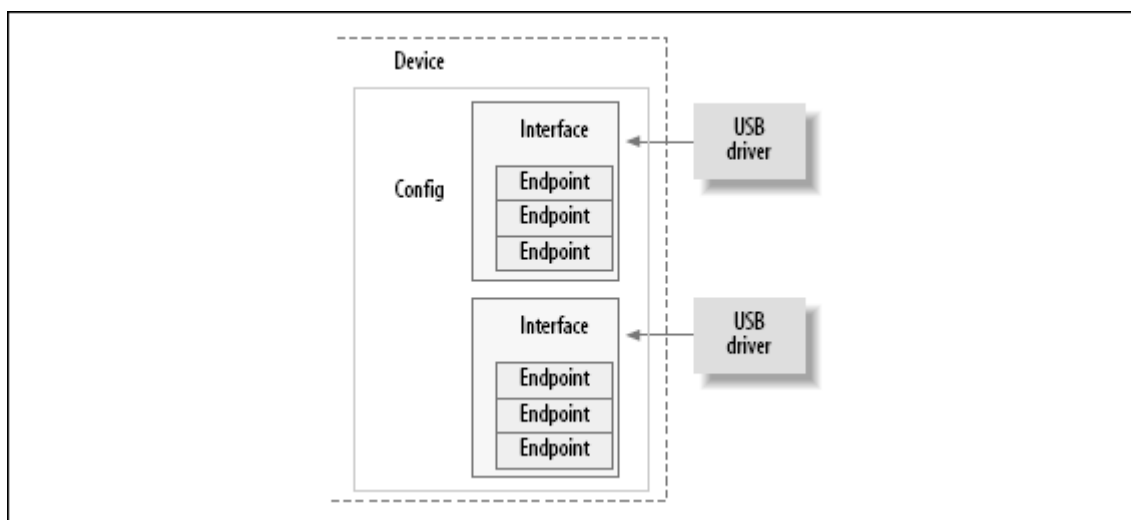 Device
Config
Interface
Endpoint
Endpoint
Endpoint
USB
driver
Interface
Endpoint
Endpoint
Endpoint
USB
driver